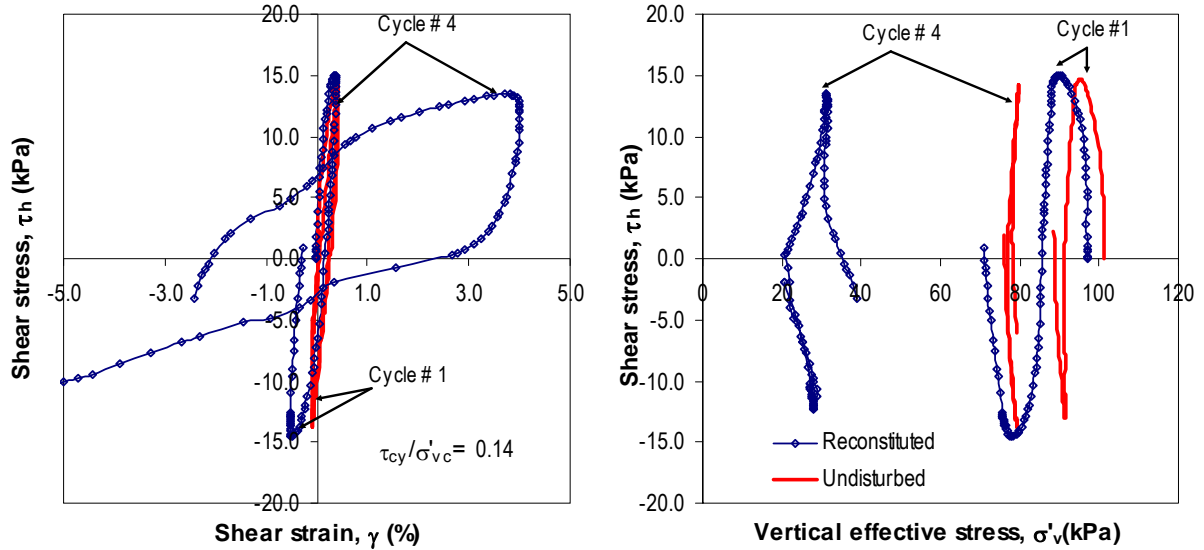 20.0
15.0
10.0
5.0
0.0
-5.0
-10.0
-15.0
-20.0
-5.0
-3.0
-1.0
1.0
3.0
5.0
Shear stress, τh (kPa)
Shear strain, γ (%)
Cycle # 4
Cycle # 1
τcy/σ'vc= 0.14
20.0
15.0
10.0
5.0
0.0
-5.0
-10.0
-15.0
-20.0
0
20
40
60
80
100
120
Shear stress, τh (kPa)
Vertical effective stress, σ'v(kPa)
Cycle # 4
Cycle #1
Reconstituted
Undisturbed